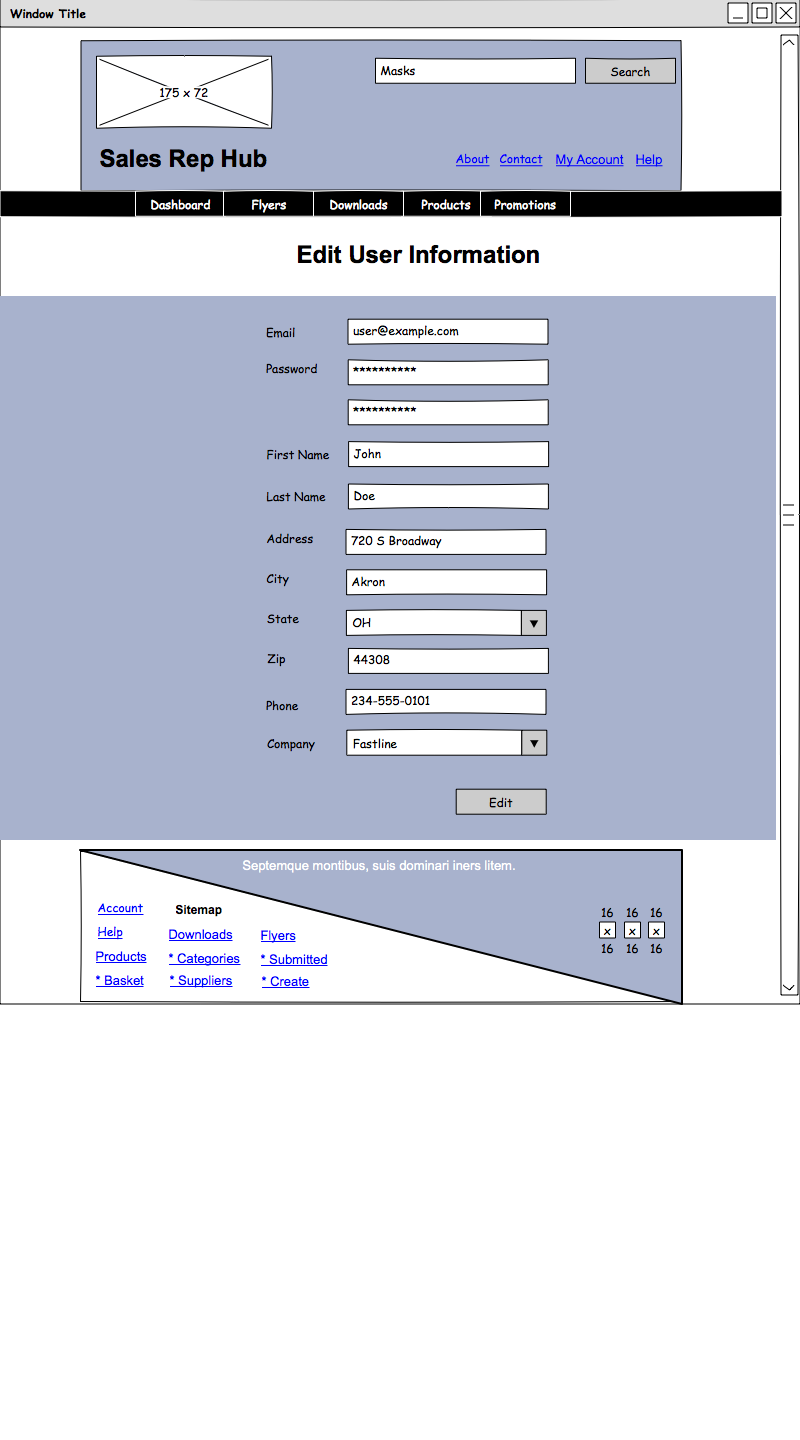 Window Title
Masks
Search
175 x 72
Sales Rep Hub
About Contact My Account Help
Dashboard Flyers Downloads Products Promotions
Edit User Information
Email user@example.com
Password **********
**********
First Name John
Last Name Doe
Address 720 S Broadway
City Akron
State OH
Zip 44308
Phone 234-555-0101
Company Fastline
Edit
Septemque montibus, suis dominari iners litem.
Account Sitemap
Help Downloads Flyers
Products * Categories * Submitted
* Basket * Suppliers * Create
16 16 16
x x x
16 16 16